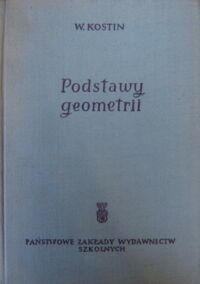 W. KOSTIN
Podstawy
geometrii
PAŃSTWOWE ZAKŁADY WYDAWNICTW
SZKOLNYCH